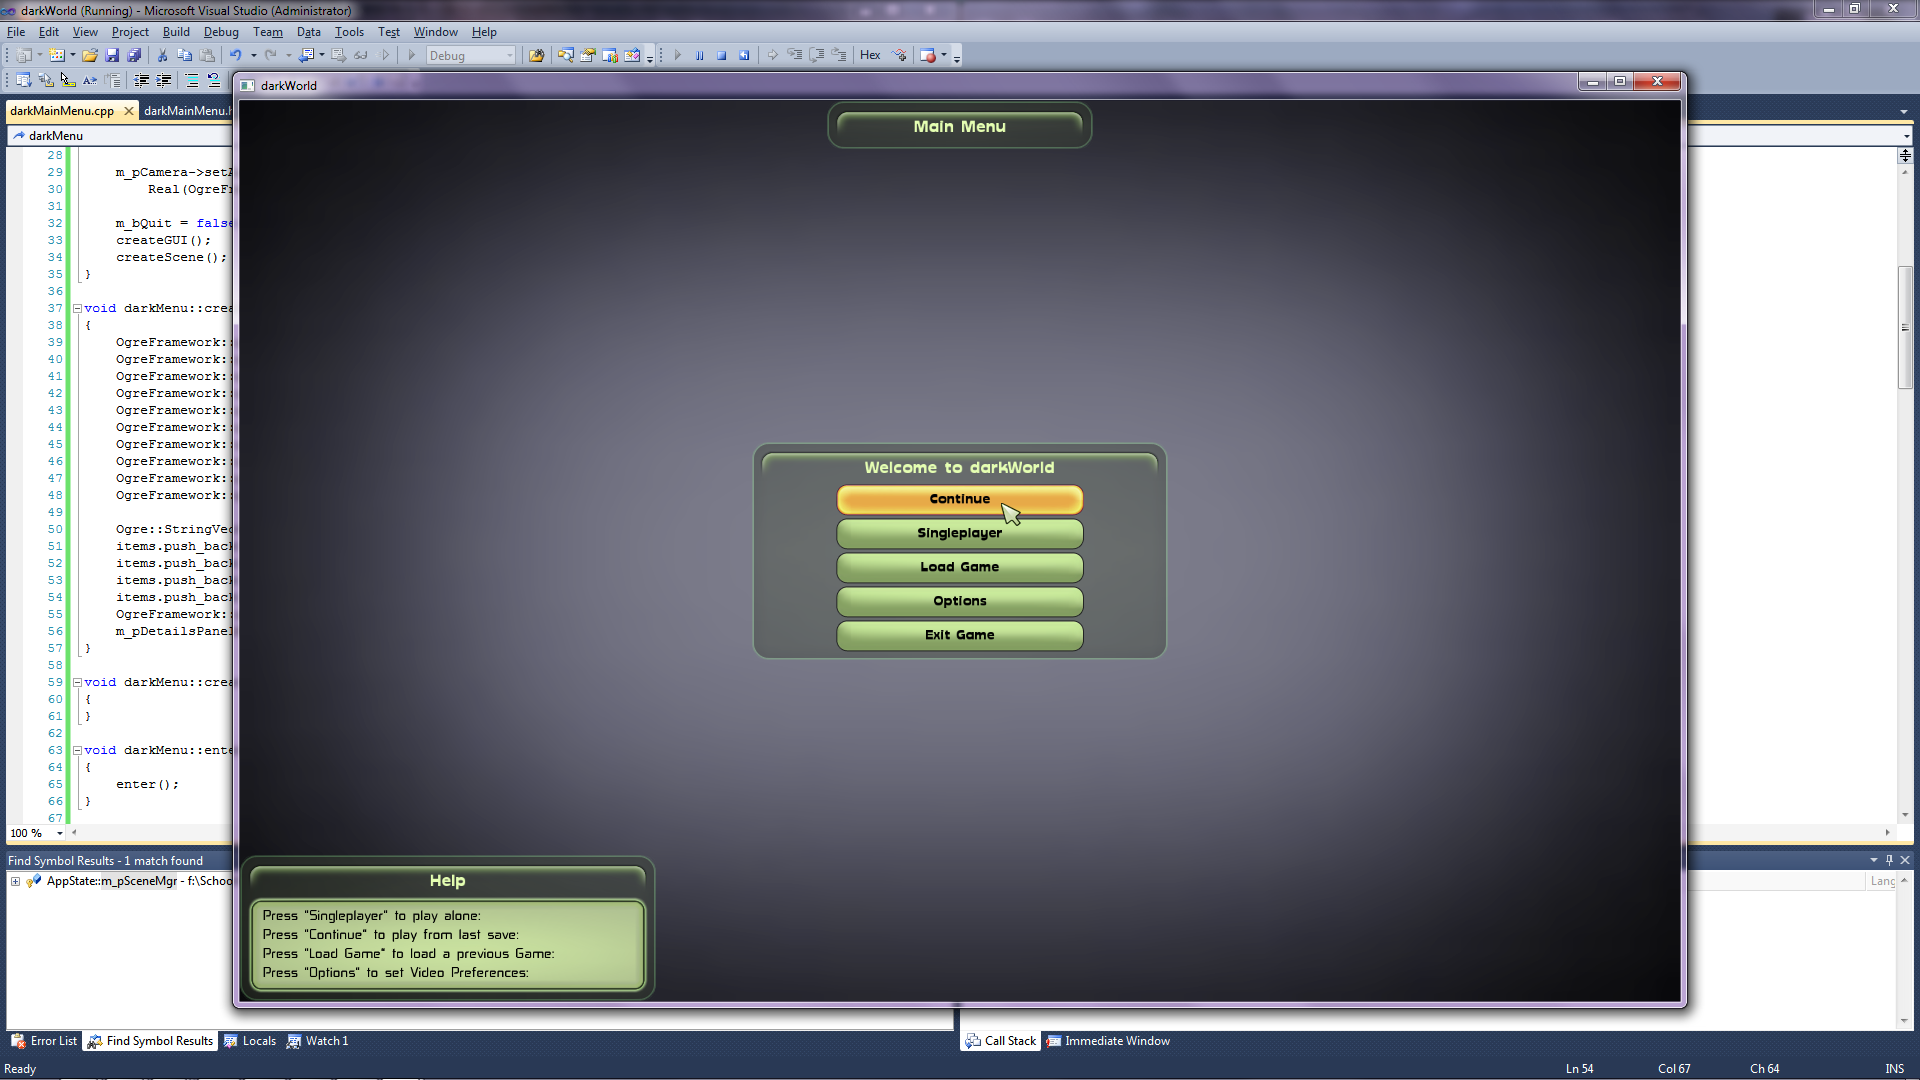 darkWorld (Running) - Microsoft Visual Studio (Administrator)
File Edit View Project Build Debug Team Data Tools Test Window Help
Debug
Hex
darkMainMenu.cpp
darkMainMenu.h
darkMenu
28
29 m_pCamera->setA
30 Real(OgreFr
31
32 m_bQuit = false
33 createGUI();
34 createScene();
35 }
36
37 void darkMenu::crea
38 {
39 OgreFramework::
40 OgreFramework::
41 OgreFramework::
42 OgreFramework::
43 OgreFramework::
44 OgreFramework::
45 OgreFramework::
46 OgreFramework::
47 OgreFramework::
48 OgreFramework::
49
50 Ogre::StringVec
51 items.push_back
52 items.push_back
53 items.push_back
54 items.push_back
55 OgreFramework::
56 m_pDetailsPanel
57 }
58
59 void darkMenu::crea
60 {
61 }
62
63 void darkMenu::ente
64 {
65 enter();
66 }
67
100 %
darkWorld
Main Menu
Welcome to darkWorld
Continue
Singleplayer
Load Game
Options
Exit Game
Help
Press "Singleplayer" to play alone:
Press "Continue" to play from last save:
Press "Load Game" to load a previous Game:
Press "Options" to set Video Preferences:
Find Symbol Results - 1 match found
AppState::m_pSceneMgr - f:\Schoo
Lang
Error List Find Symbol Results Locals Watch 1
Call Stack Immediate Window
Ready Ln 54 Col 67 Ch 64 INS